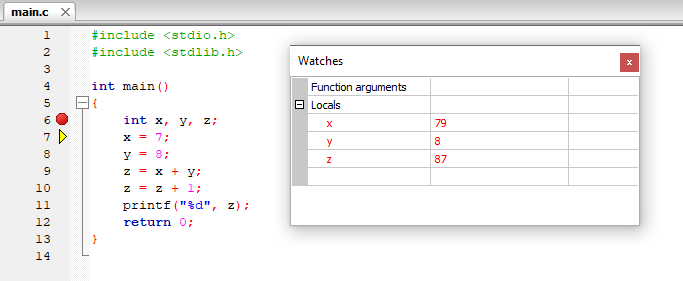 main.c
1 #include <stdio.h>
2 #include <stdlib.h>
3
4 int main()
5 {
6 int x, y, z;
7 x = 7;
8 y = 8;
9 z = x + y;
10 z = z + 1;
11 printf("%d", z);
12 return 0;
13 }
14
Watches
Function arguments
Locals
x 79
y 8
z 87